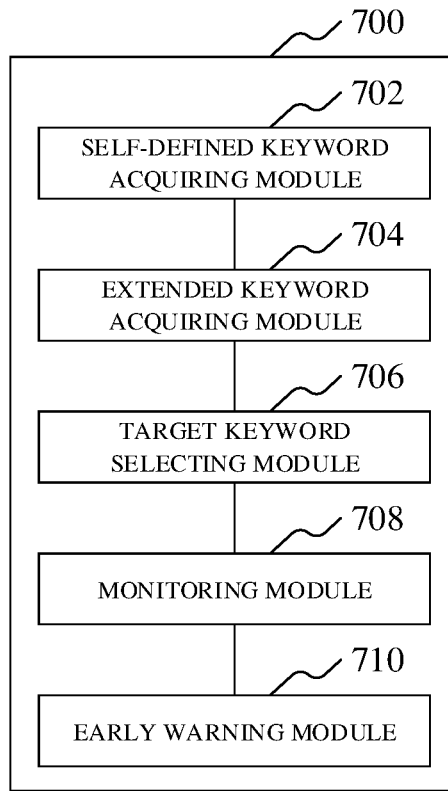 700
702
SELF-DEFINED KEYWORD
ACQUIRING MODULE
704
EXTENDED KEYWORD
ACQUIRING MODULE
706
TARGET KEYWORD
SELECTING MODULE
708
MONITORING MODULE
710
EARLY WARNING MODULE